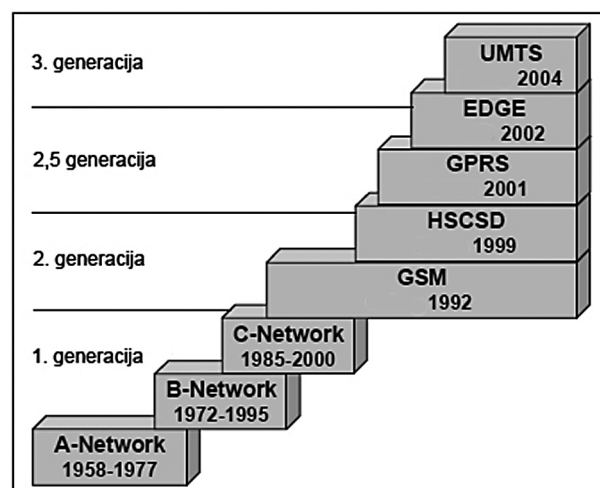 3. generacija
UMTS
2004
EDGE
2002
2,5 generacija
GPRS
2001
HSCSD
1999
2. generacija
GSM
1992
C-Network
1985-2000
1. generacija
B-Network
1972-1995
A-Network
1958-1977